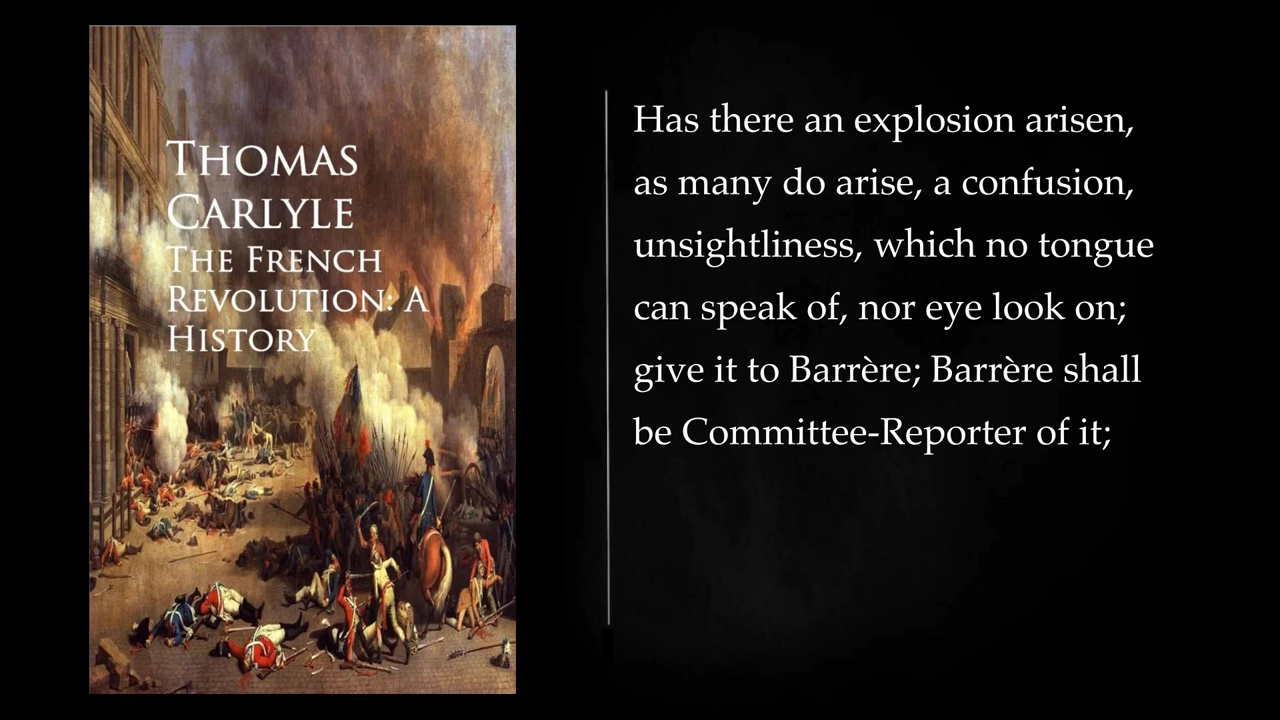 THOMAS
CARLYLE
THE FRENCH
REVOLUTION: A
HISTORY
Has there an explosion arisen,
as many do arise, a confusion,
unsightliness, which no tongue
can speak of, nor eye look on;
give it to Barrère; Barrère shall
be Committee-Reporter of it;